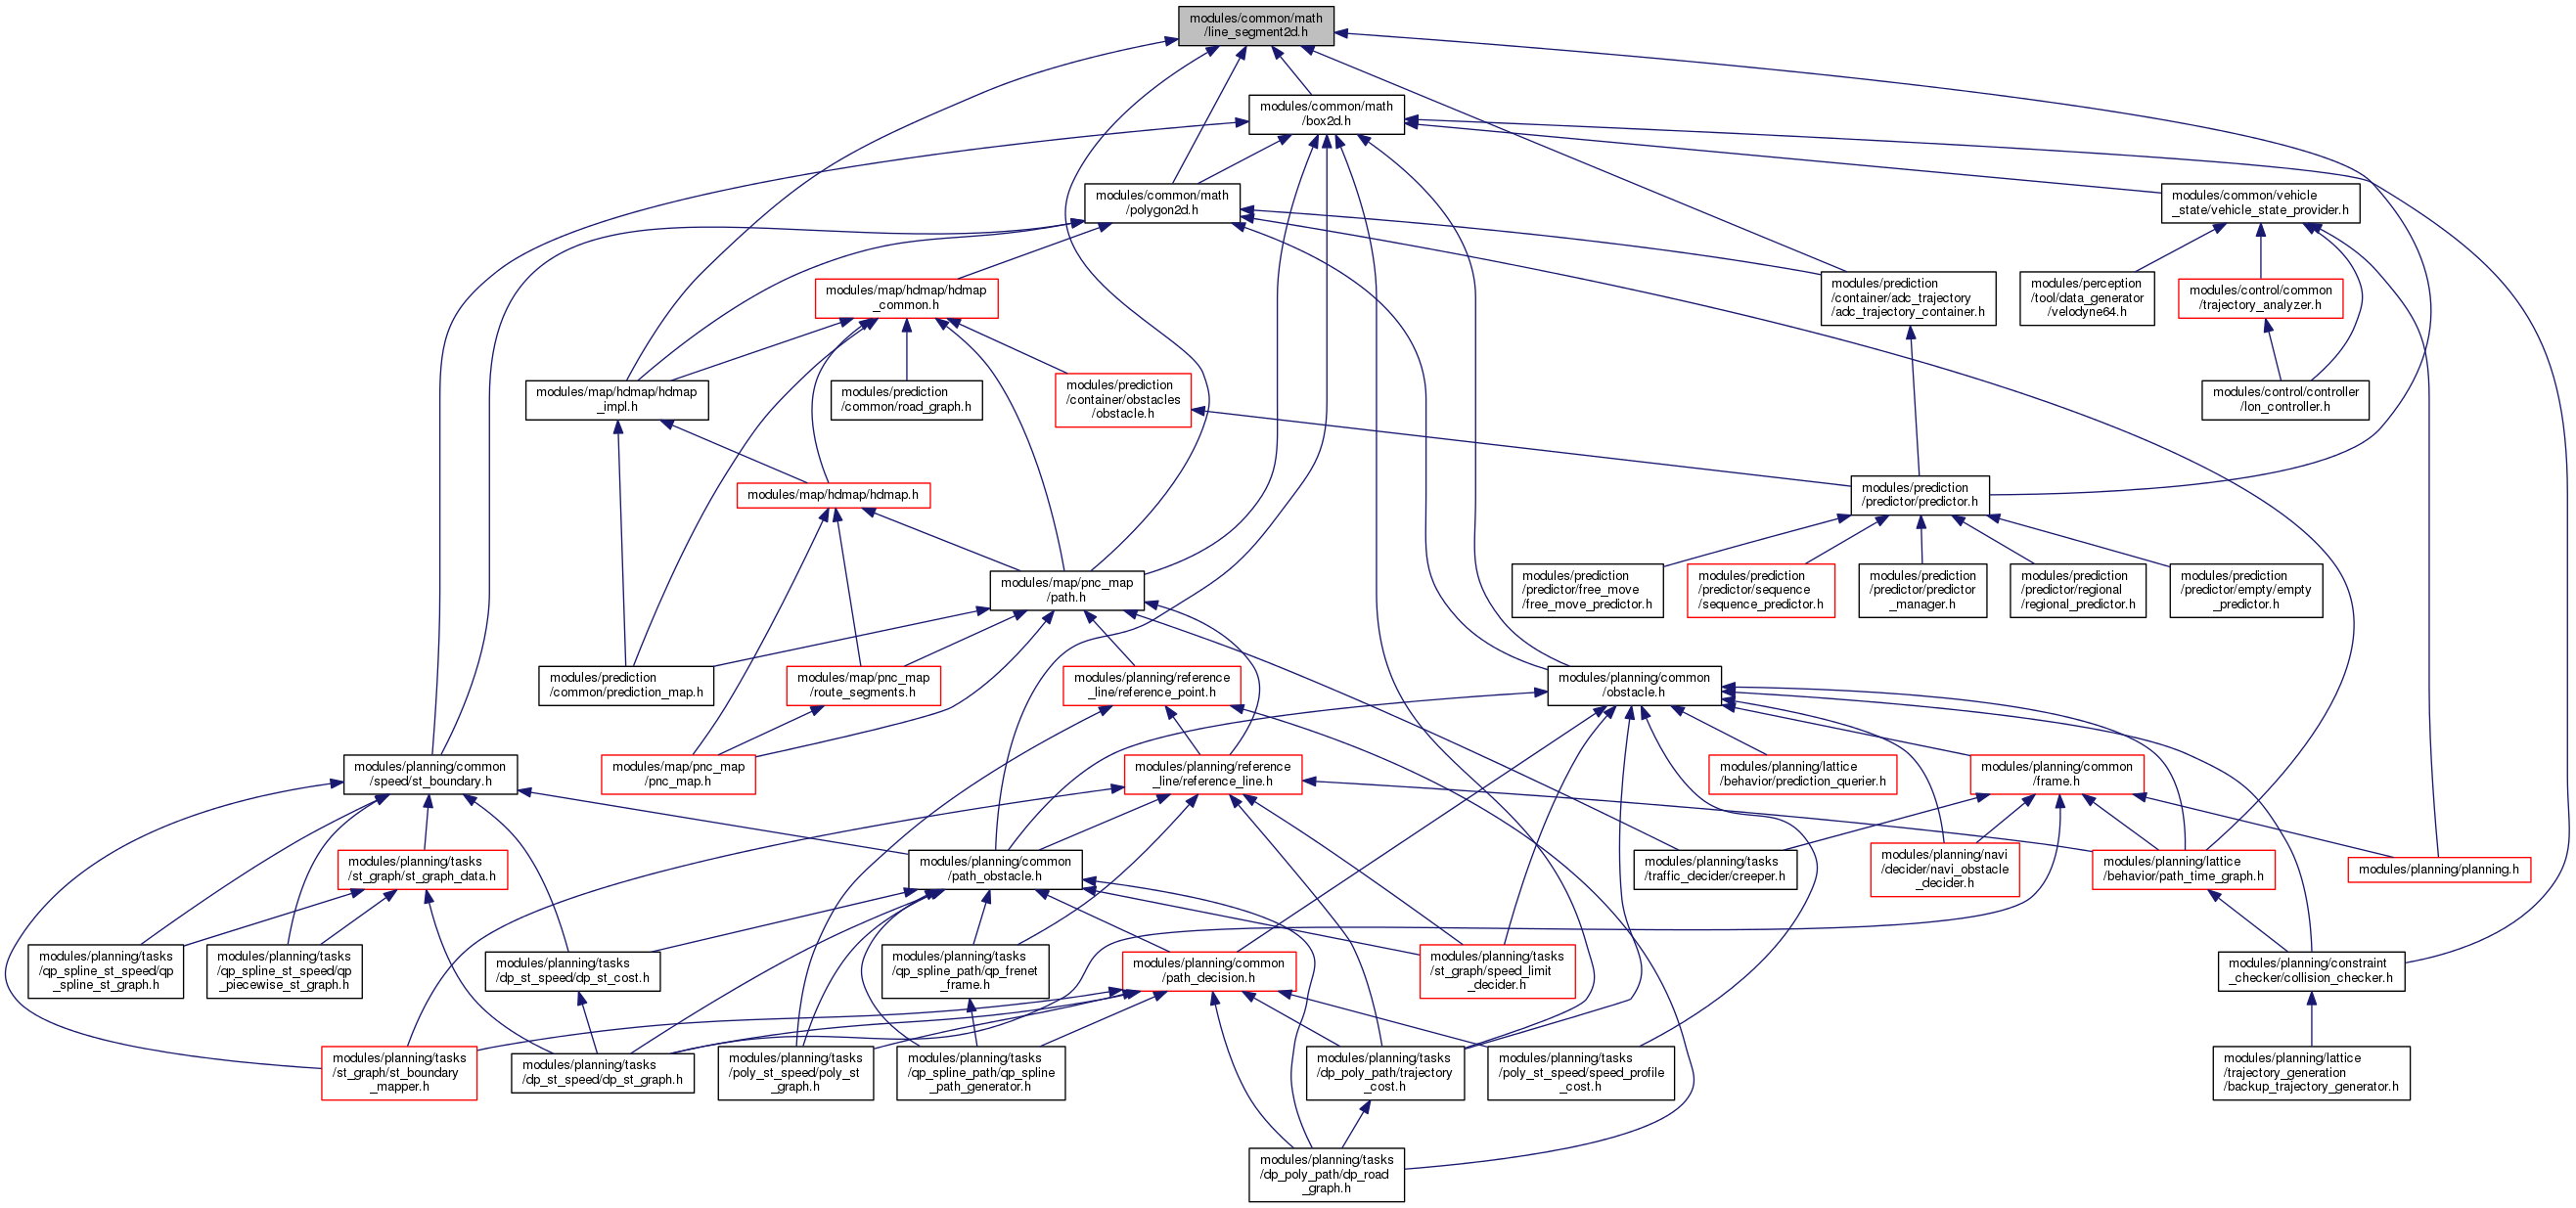 modules/common/math
/line_segment2d.h
modules/common/math
/box2d.h
modules/common/math
/polygon2d.h
modules/common/vehicle
_state/vehicle_state_provider.h
modules/map/hdmap/hdmap
_common.h
modules/prediction
/container/adc_trajectory
/adc_trajectory_container.h
modules/perception
/tool/data_generator
/velodyne64.h
modules/control/common
/trajectory_analyzer.h
modules/map/hdmap/hdmap
_impl.h
modules/prediction
/common/road_graph.h
modules/prediction
/container/obstacles
/obstacle.h
modules/control/controller
/lon_controller.h
modules/map/hdmap/hdmap.h
modules/prediction
/predictor/predictor.h
modules/map/pnc_map
/path.h
modules/prediction
/predictor/free_move
/free_move_predictor.h
modules/prediction
/predictor/sequence
/sequence_predictor.h
modules/prediction
/predictor/predictor
_manager.h
modules/prediction
/predictor/regional
/regional_predictor.h
modules/prediction
/predictor/empty/empty
_predictor.h
modules/prediction
/common/prediction_map.h
modules/map/pnc_map
/route_segments.h
modules/planning/reference
_line/reference_point.h
modules/planning/common
/obstacle.h
modules/planning/common
/speed/st_boundary.h
modules/map/pnc_map
/pnc_map.h
modules/planning/reference
_line/reference_line.h
modules/planning/lattice
/behavior/prediction_querier.h
modules/planning/common
/frame.h
modules/planning/tasks
/st_graph/st_graph_data.h
modules/planning/common
/path_obstacle.h
modules/planning/tasks
/traffic_decider/creeper.h
modules/planning/navi
/decider/navi_obstacle
_decider.h
modules/planning/lattice
/behavior/path_time_graph.h
modules/planning/planning.h
modules/planning/tasks
/qp_spline_st_speed/qp
_spline_st_graph.h
modules/planning/tasks
/qp_spline_st_speed/qp
_piecewise_st_graph.h
modules/planning/tasks
/dp_st_speed/dp_st_cost.h
modules/planning/tasks
/qp_spline_path/qp_frenet
_frame.h
modules/planning/common
/path_decision.h
modules/planning/tasks
/st_graph/speed_limit
_decider.h
modules/planning/constraint
_checker/collision_checker.h
modules/planning/tasks
/st_graph/st_boundary
_mapper.h
modules/planning/tasks
/dp_st_speed/dp_st_graph.h
modules/planning/tasks
/poly_st_speed/poly_st
_graph.h
modules/planning/tasks
/qp_spline_path/qp_spline
_path_generator.h
modules/planning/tasks
/dp_poly_path/trajectory
_cost.h
modules/planning/tasks
/poly_st_speed/speed_profile
_cost.h
modules/planning/lattice
/trajectory_generation
/backup_trajectory_generator.h
modules/planning/tasks
/dp_poly_path/dp_road
_graph.h